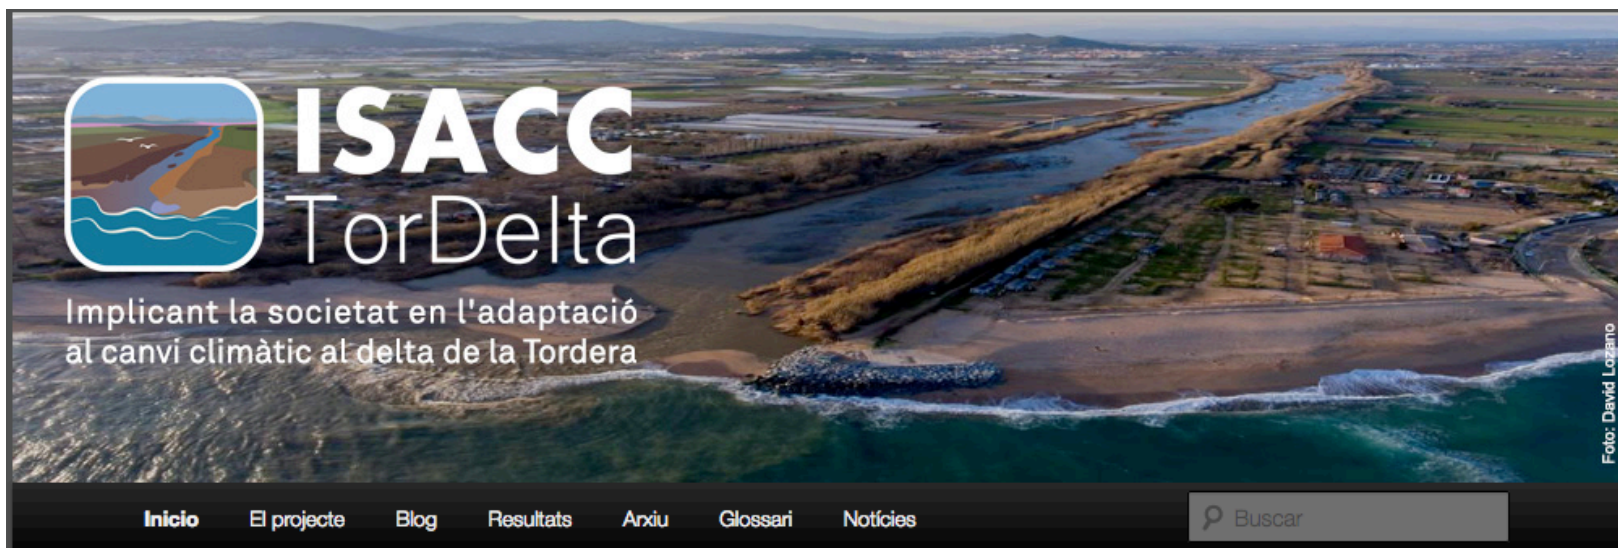 ISACC
TorDelta
Implicant la societat en l'adaptació
al canvi climàtic al delta de la Tordera
Foto: David Lozano
Inicio El projecte Blog Resultats Arxiu Glossari Notícies Buscar